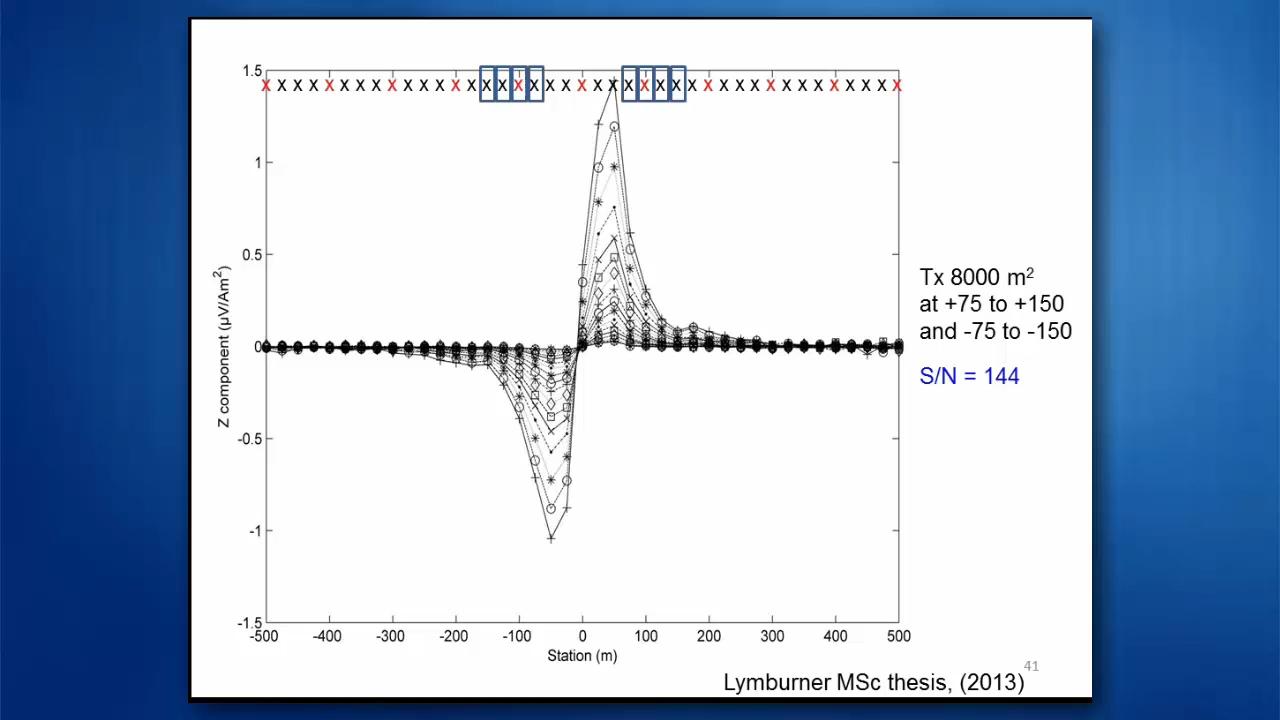 1.5
X X X X X X X X X X X X X X X X X X X X X X X X X X X X X X X X X X X X X X X X X
1
0.5
0
-0.5
-1
-1.5
Z component (µV/Am²)
-500 -400 -300 -200 -100 0 100 200 300 400 500
Station (m)
Tx 8000 m²
at +75 to +150
and -75 to -150
S/N = 144
41
Lymburner MSc thesis, (2013)